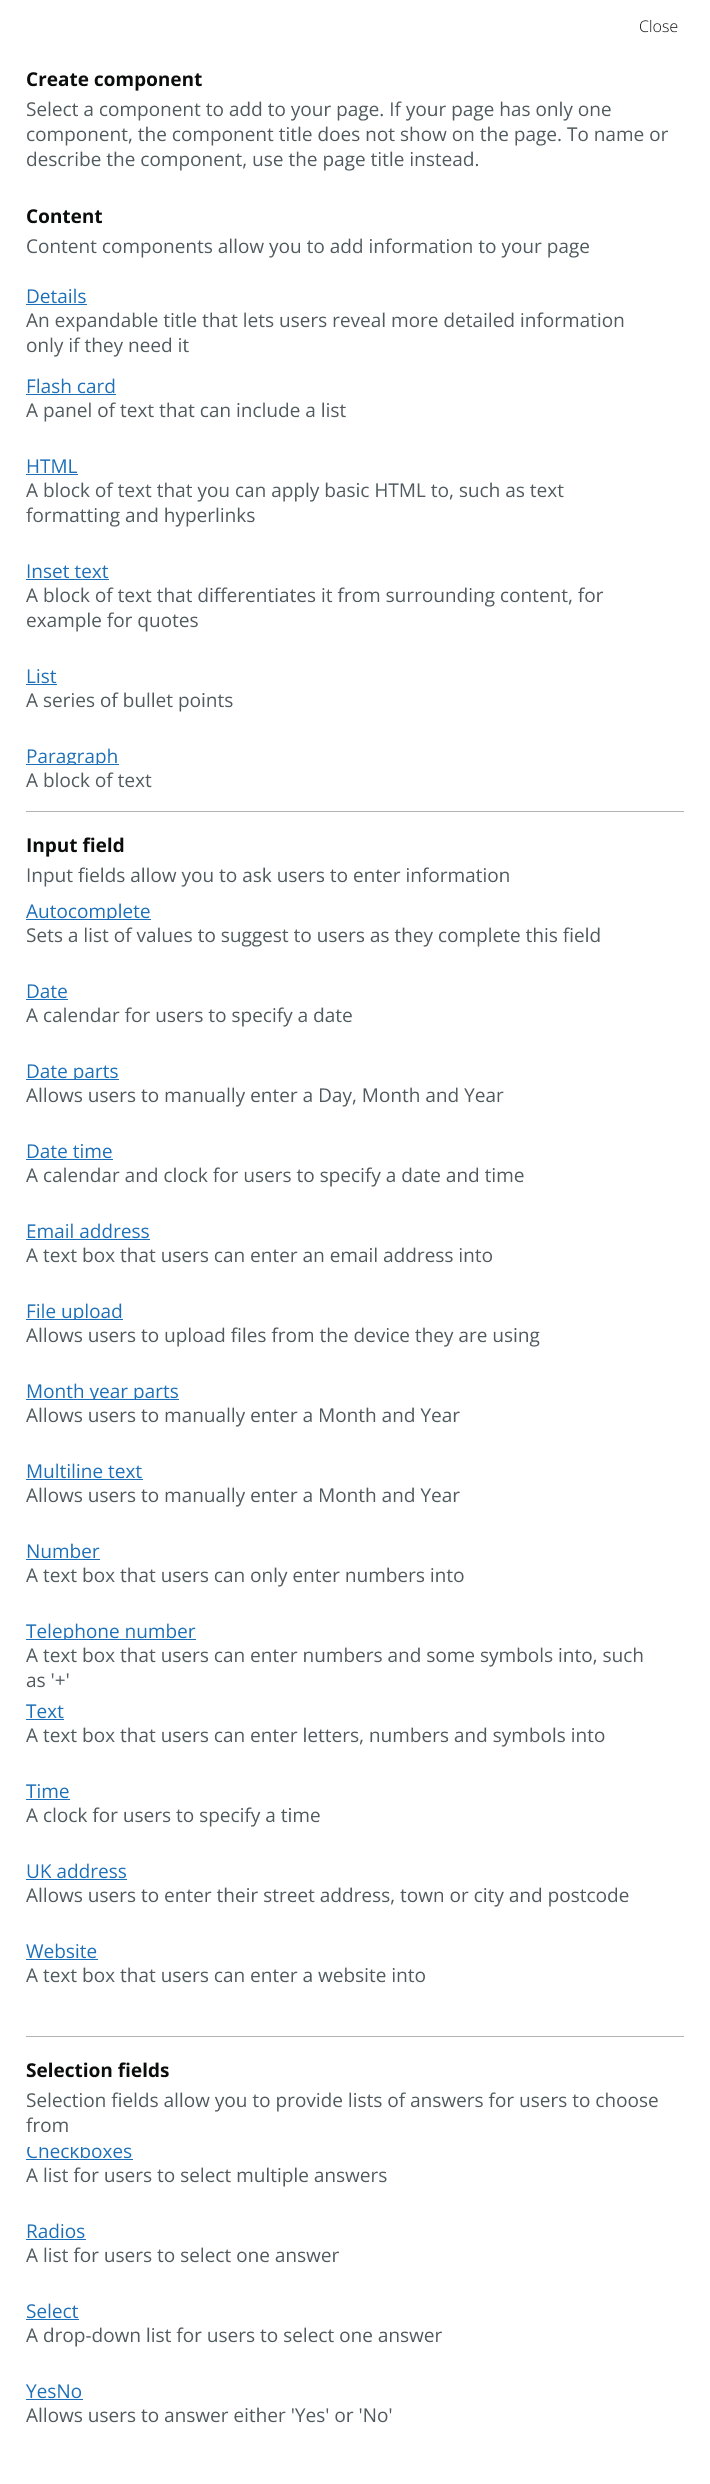 Close
Create component
Select a component to add to your page. If your page has only one
component, the component title does not show on the page. To name or
describe the component, use the page title instead.
Content
Content components allow you to add information to your page
Details
An expandable title that lets users reveal more detailed information
only if they need it
Flash card
A panel of text that can include a list
HTML
A block of text that you can apply basic HTML to, such as text
formatting and hyperlinks
Inset text
A block of text that differentiates it from surrounding content, for
example for quotes
List
A series of bullet points
Paragraph
A block of text
Input field
Input fields allow you to ask users to enter information
Autocomplete
Sets a list of values to suggest to users as they complete this field
Date
A calendar for users to specify a date
Date parts
Allows users to manually enter a Day, Month and Year
Date time
A calendar and clock for users to specify a date and time
Email address
A text box that users can enter an email address into
File upload
Allows users to upload files from the device they are using
Month year parts
Allows users to manually enter a Month and Year
Multiline text
Allows users to manually enter a Month and Year
Number
A text box that users can only enter numbers into
Telephone number
A text box that users can enter numbers and some symbols into, such
as '+'
Text
A text box that users can enter letters, numbers and symbols into
Time
A clock for users to specify a time
UK address
Allows users to enter their street address, town or city and postcode
Website
A text box that users can enter a website into
Selection fields
Selection fields allow you to provide lists of answers for users to choose
from
Checkboxes
A list for users to select multiple answers
Radios
A list for users to select one answer
Select
A drop-down list for users to select one answer
YesNo
Allows users to answer either 'Yes' or 'No'